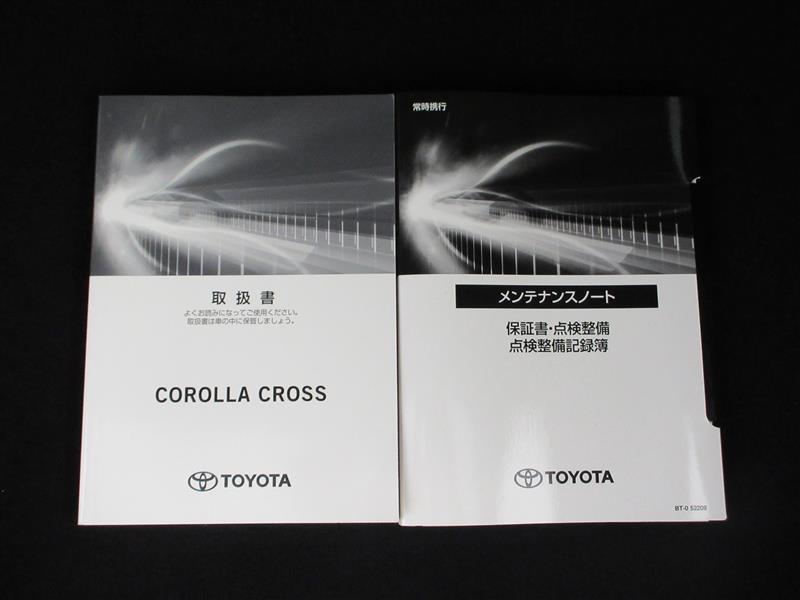 取扱書
よくお読みになってご使用ください。
取扱書は車の中に保管しましょう。
COROLLA CROSS
TOYOTA
常時携行
メンテナンスノート
保証書・点検整備
点検整備記録簿
TOYOTA
BT-0 52209